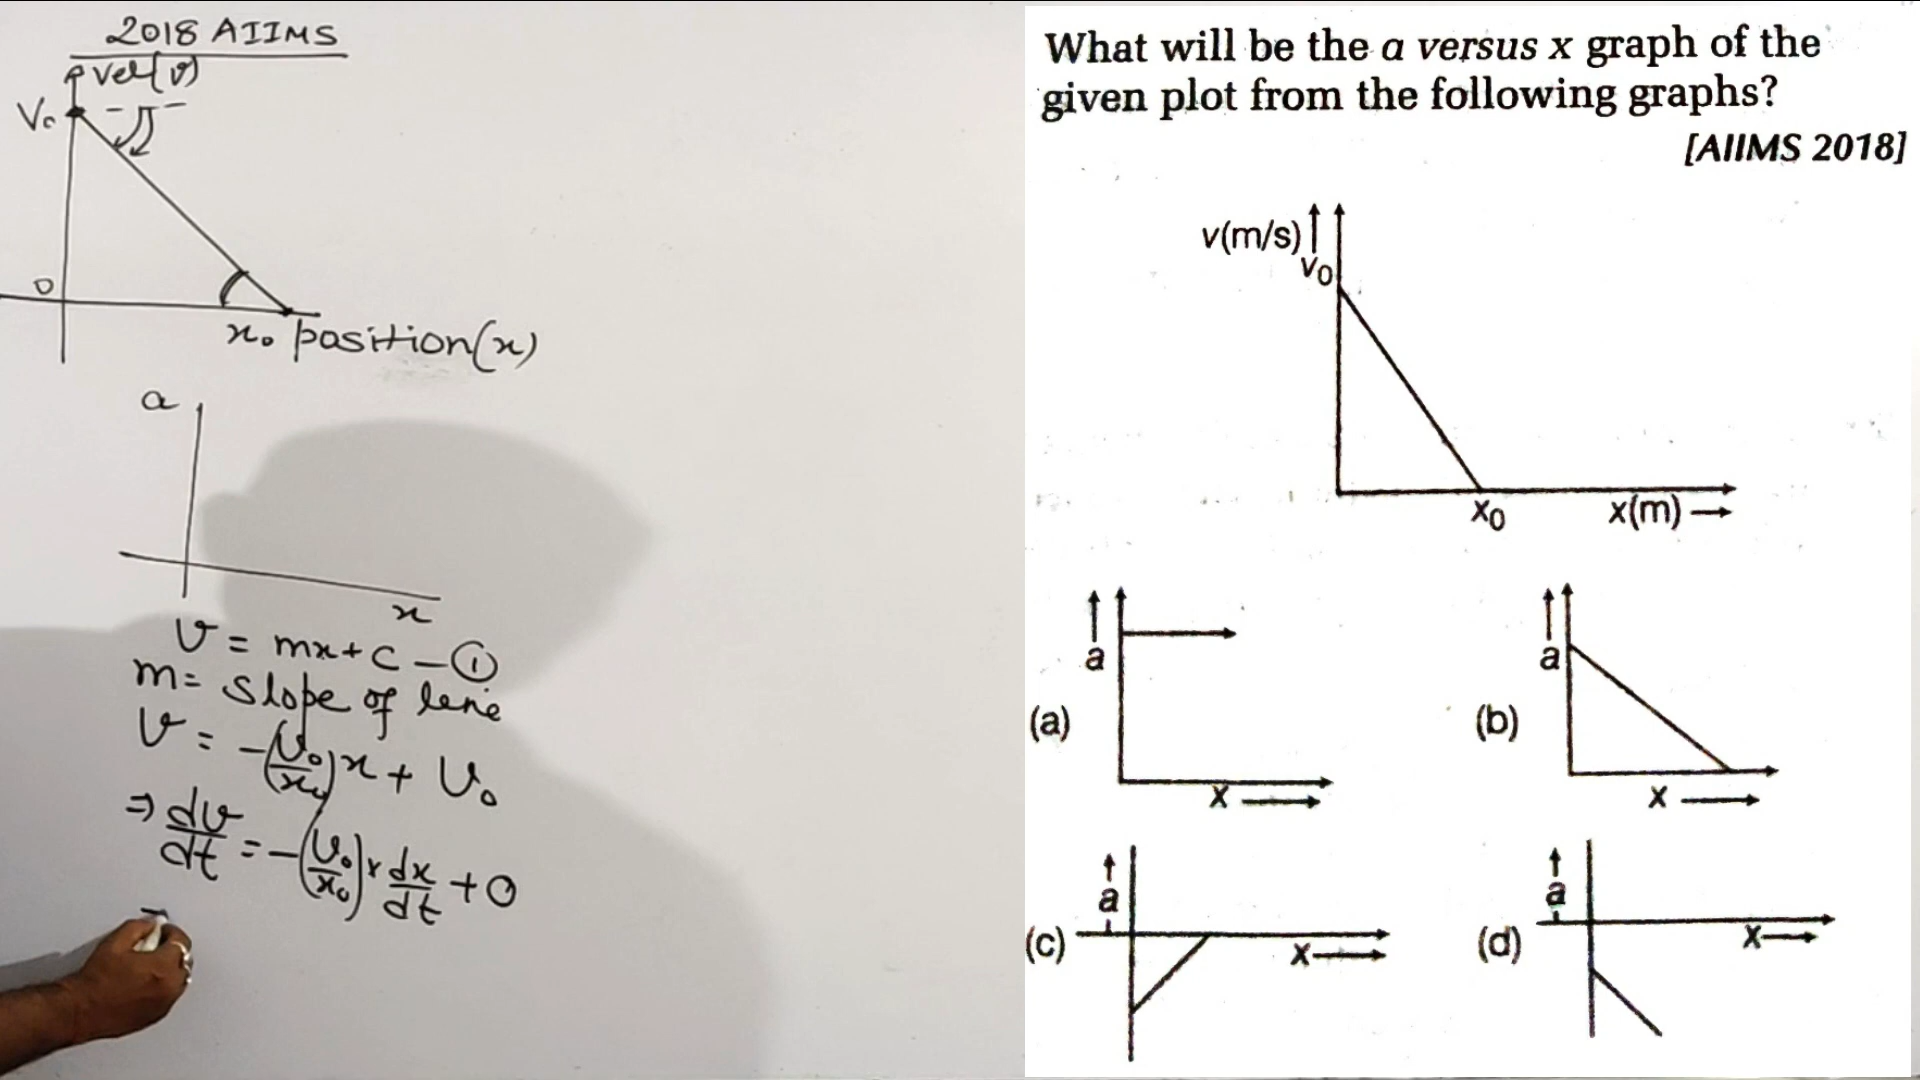 2018 AIIMS
vel(v)
V₀
0
x₀ position(x)
a
x
v = mx + c — ①
m = slope of line
v = -(v₀/x₀)x + v₀
⇒ dv/dt = -(v₀/x₀) × dx/dt + 0
What will be the a versus x graph of the
given plot from the following graphs?
[AIIMS 2018]
v(m/s)
v₀
x₀ x(m)
a
(a)
x
a
(b)
x
a
(c)
x
a
(d)
x